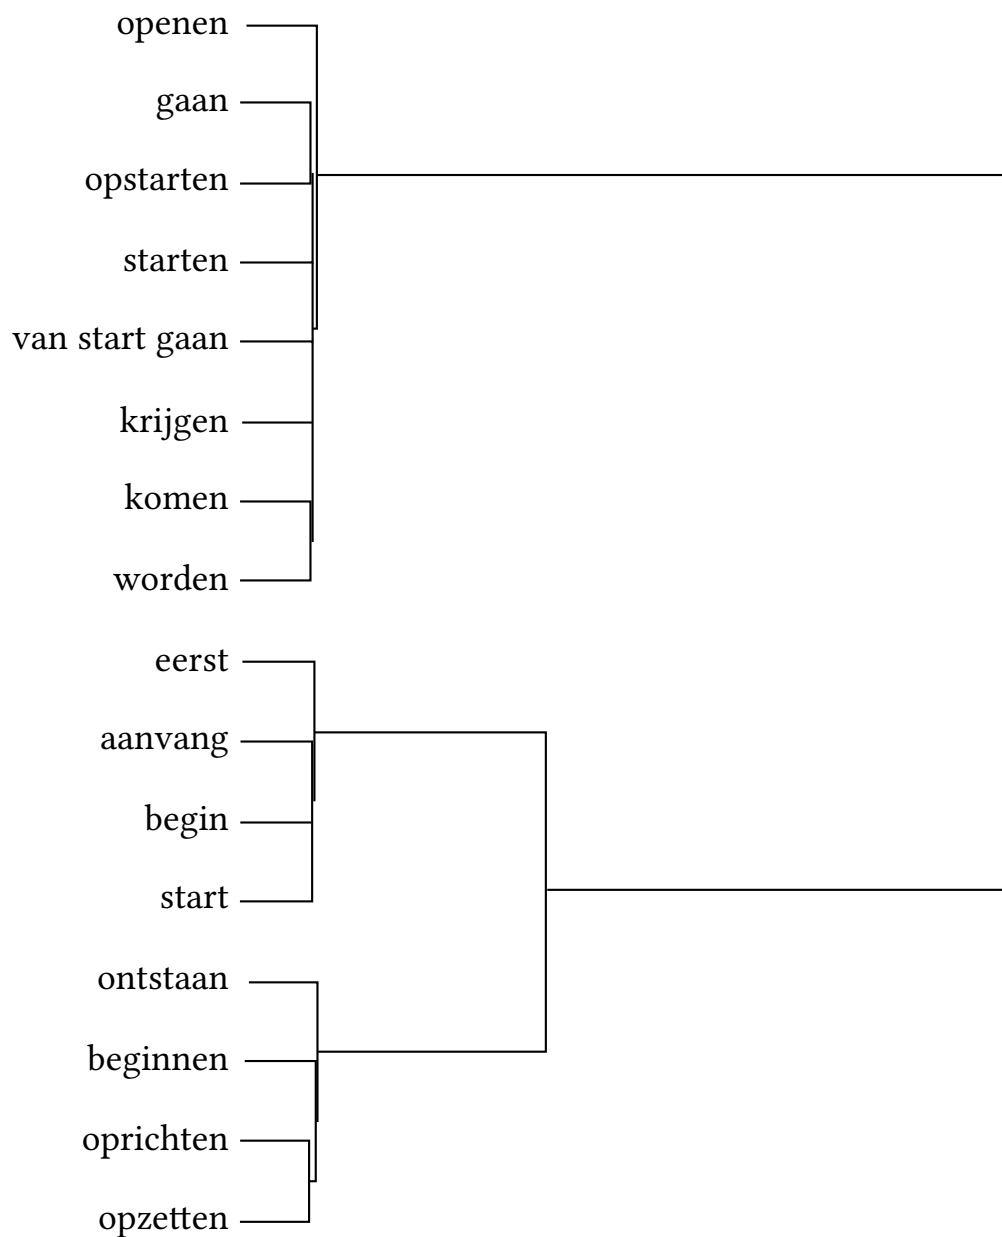 openen
gaan
opstarten
starten
van start gaan
krijgen
komen
worden
eerst
aanvang
begin
start
ontstaan
beginnen
oprichten
opzetten